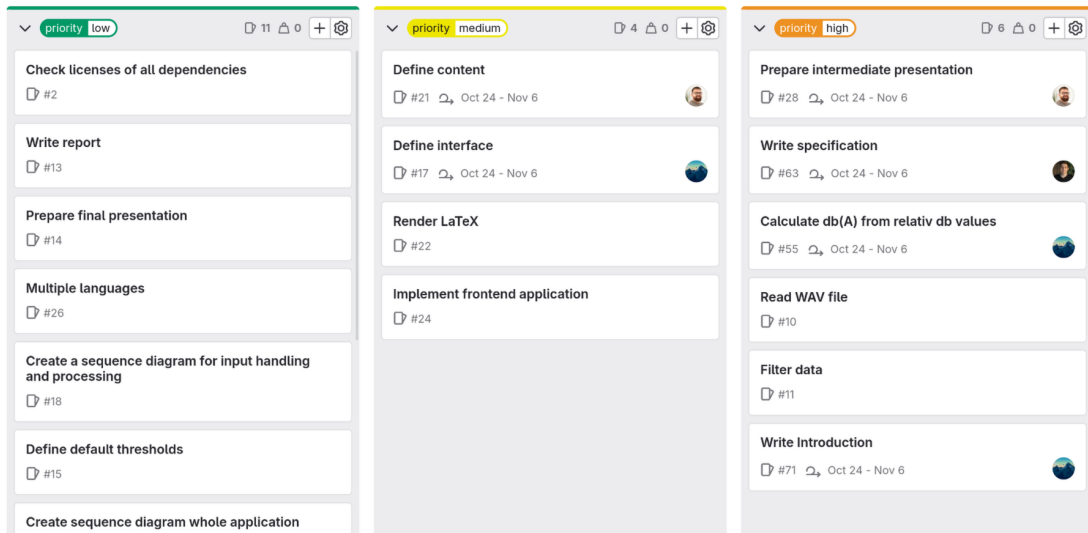 priority low 11 0
Check licenses of all dependencies
#2
Write report
#13
Prepare final presentation
#14
Multiple languages
#26
Create a sequence diagram for input handling
and processing
#18
Define default thresholds
#15
Create sequence diagram whole application
priority medium 4 0
Define content
#21 Oct 24 - Nov 6
Define interface
#17 Oct 24 - Nov 6
Render LaTeX
#22
Implement frontend application
#24
priority high 6 0
Prepare intermediate presentation
#28 Oct 24 - Nov 6
Write specification
#63 Oct 24 - Nov 6
Calculate db(A) from relativ db values
#55 Oct 24 - Nov 6
Read WAV file
#10
Filter data
#11
Write Introduction
#71 Oct 24 - Nov 6